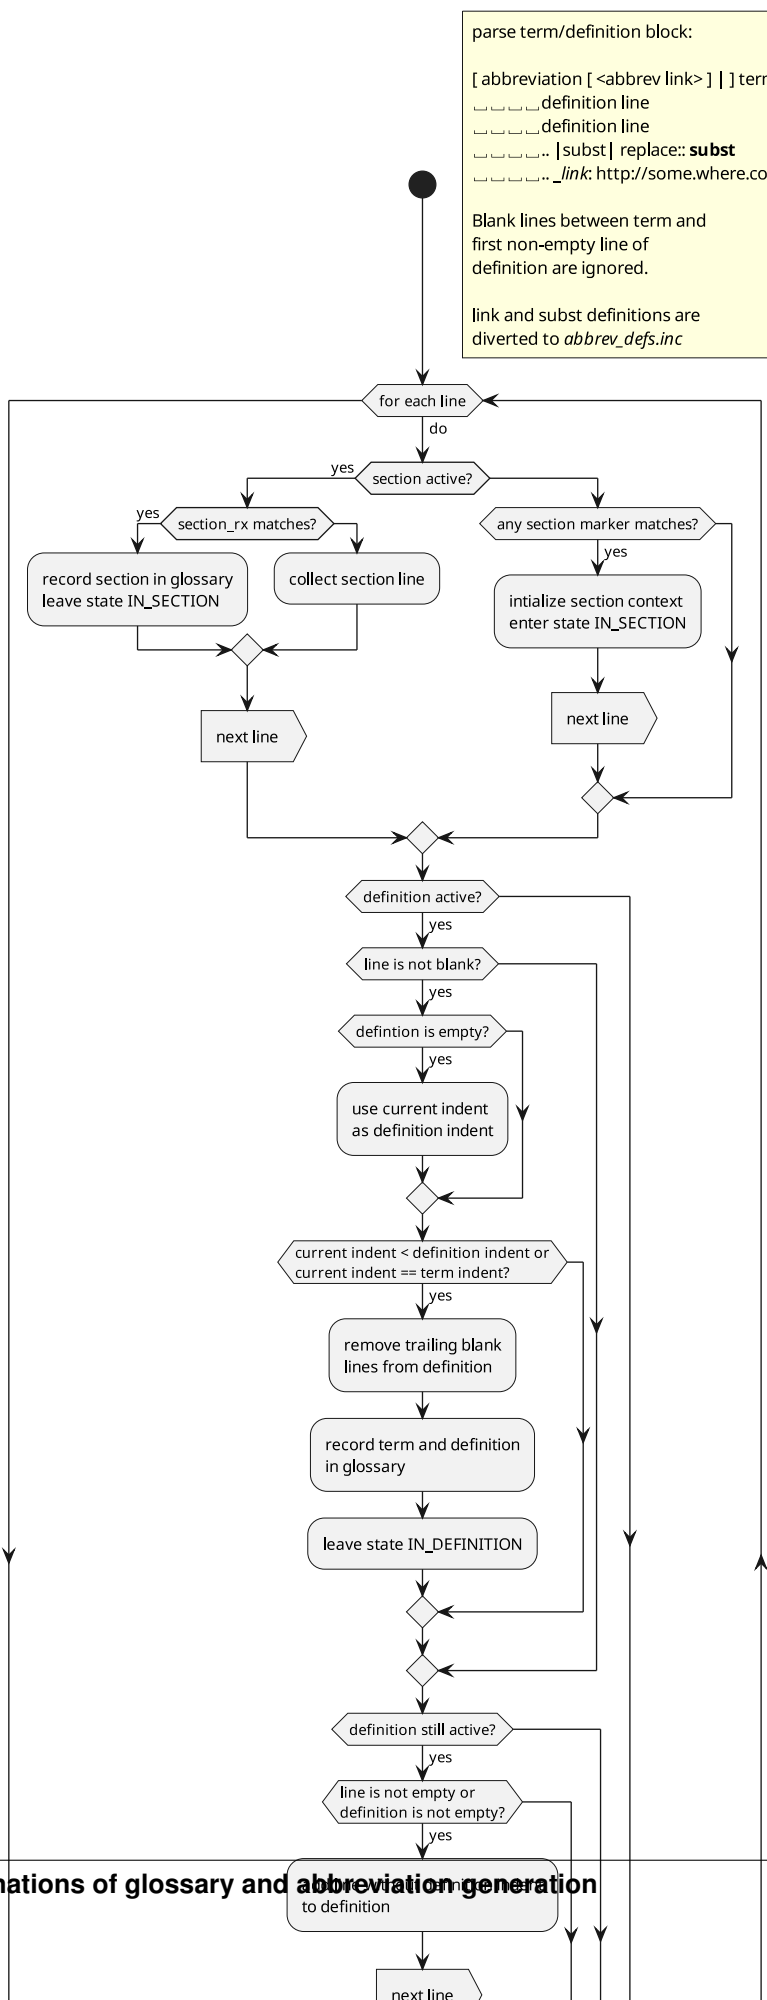 parse term/definition block:
[ abbreviation [ <abbrev link> ] | ] term
␣␣␣␣definition line
␣␣␣␣definition line
␣␣␣␣.. |subst| replace:: subst
␣␣␣␣.. _link: http://some.where.co
Blank lines between term and
first non-empty line of
definition are ignored.
link and subst definitions are
diverted to abbrev_defs.inc
for each line
do
yes
section active?
yes
section_rx matches?
any section marker matches?
yes
record section in glossary
leave state IN_SECTION
collect section line
intialize section context
enter state IN_SECTION
next line
next line
definition active?
yes
line is not blank?
yes
defintion is empty?
yes
use current indent
as definition indent
current indent < definition indent or
current indent == term indent?
yes
remove trailing blank
lines from definition
record term and definition
in glossary
leave state IN_DEFINITION
definition still active?
yes
line is not empty or
definition is not empty?
yes
nations of glossary and abbreviation generation
to definition
next line